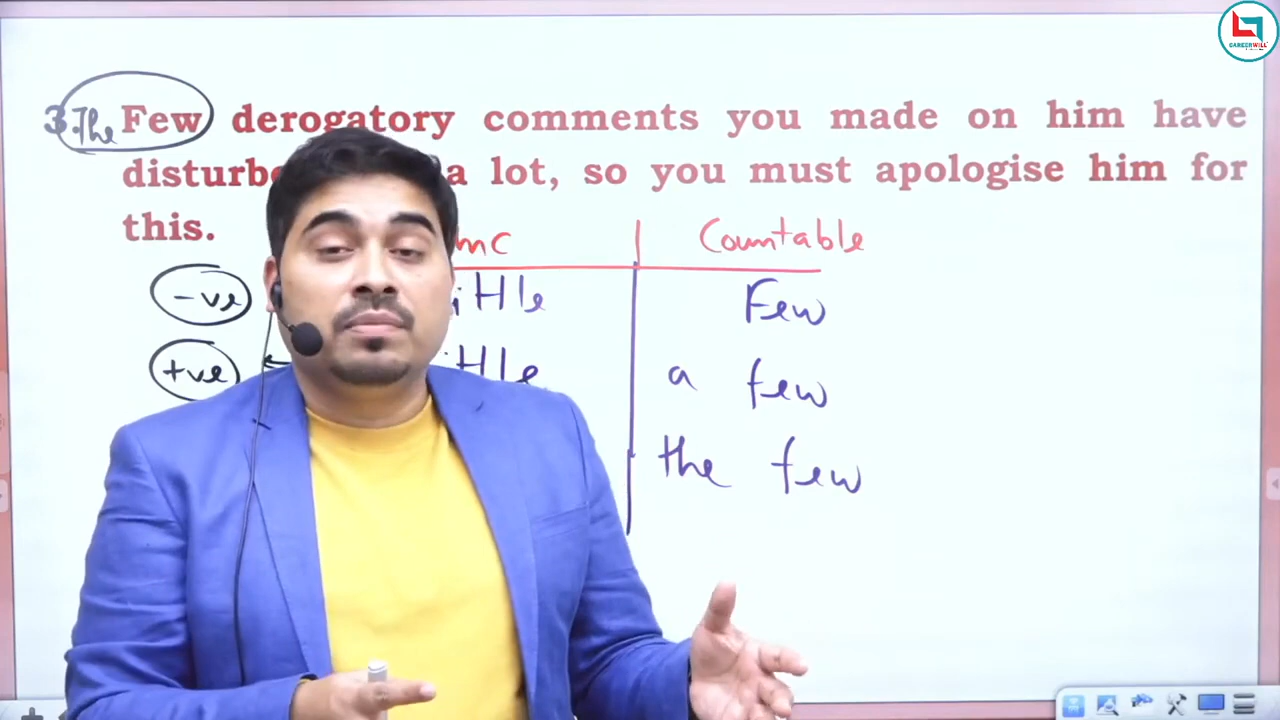 CAREERWILL
3. The Few derogatory comments you made on him have
a lot, so you must apologise him for
this.
Countable
-ve Few
+ve a few
the few